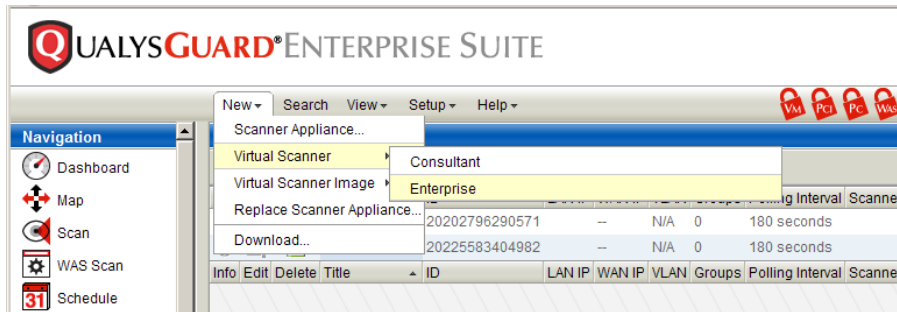 QUALYSGUARD® ENTERPRISE SUITE
New Search View Setup Help
VM PCI PC WAS
Navigation
Scanner Appliance...
Dashboard
Virtual Scanner
Consultant
Map
Virtual Scanner Image
Enterprise
Polling Interval Scanne
Replace Scanner Appliance...
Scan
20202796290571 -- N/A 0 180 seconds
Download...
20225583404982 -- N/A 0 180 seconds
WAS Scan
Info Edit Delete Title ID LAN IP WAN IP VLAN Groups Polling Interval Scanne
31 Schedule